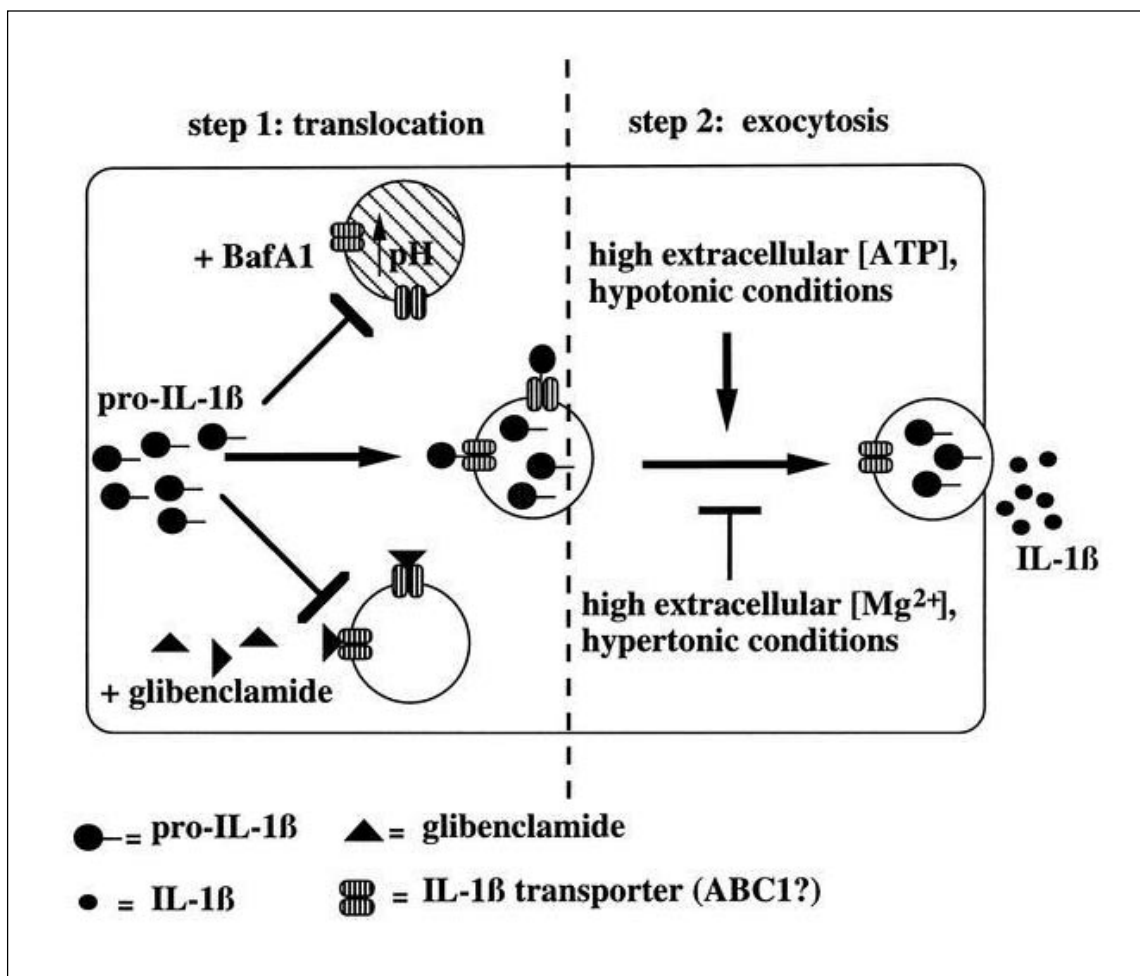 step 1: translocation
step 2: exocytosis
+ BafA1
pH
high extracellular [ATP],
hypotonic conditions
pro-IL-1ß
IL-1ß
high extracellular [Mg²⁺],
hypertonic conditions
+ glibenclamide
= pro-IL-1ß
= glibenclamide
= IL-1ß
= IL-1ß transporter (ABC1?)